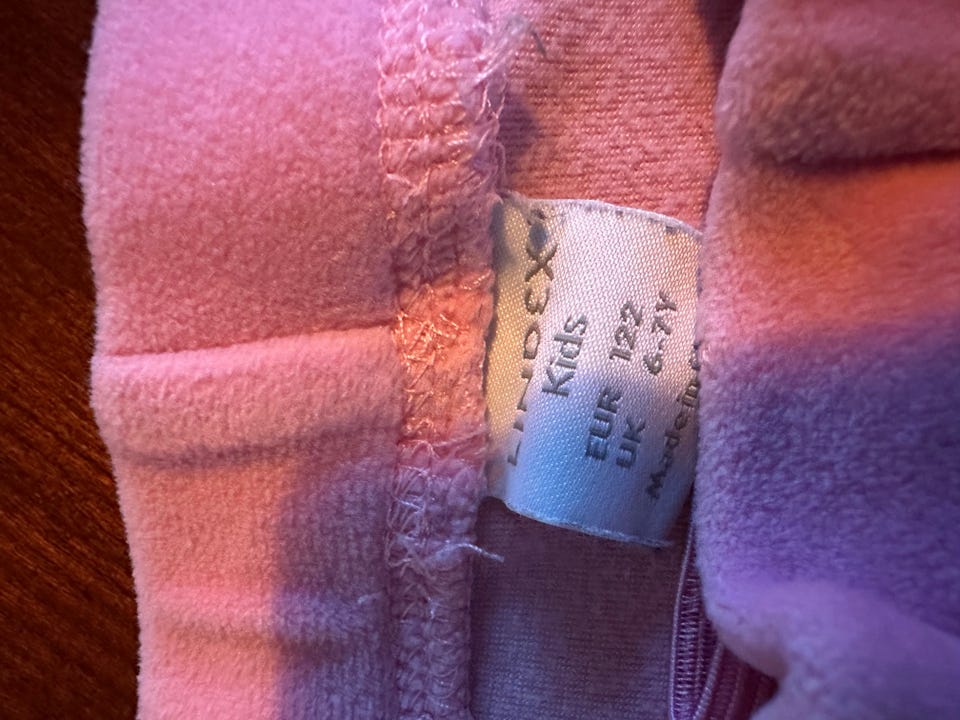 LINDEX
Kids
EUR 122
UK 6-7Y
Made in